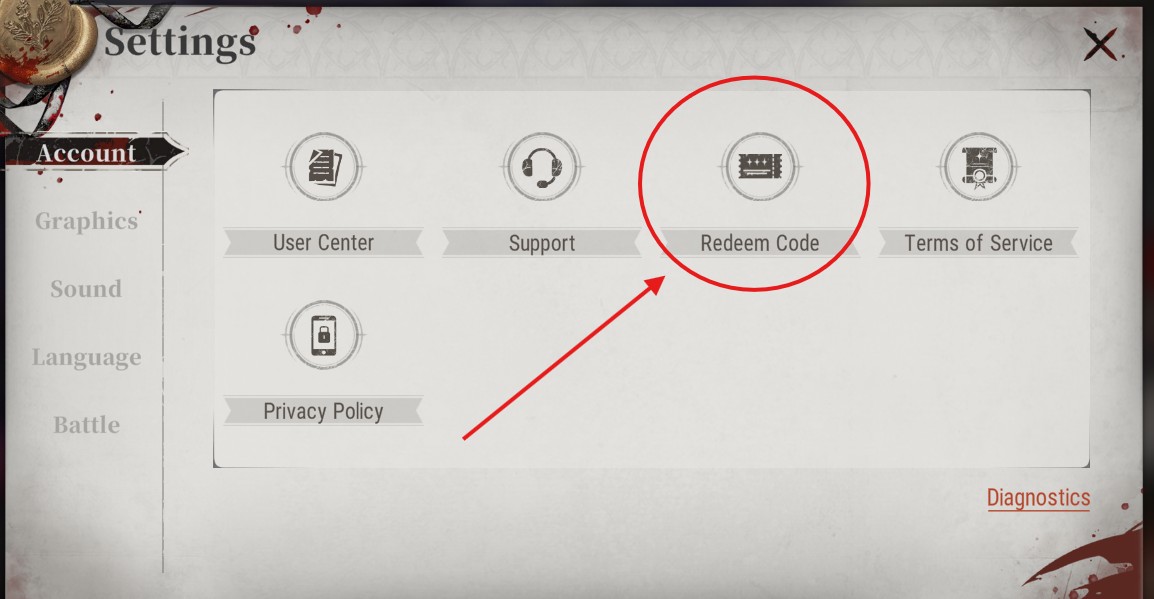 Settings
Account
Graphics
Sound
Language
Battle
User Center
Support
Redeem Code
Terms of Service
Privacy Policy
Diagnostics